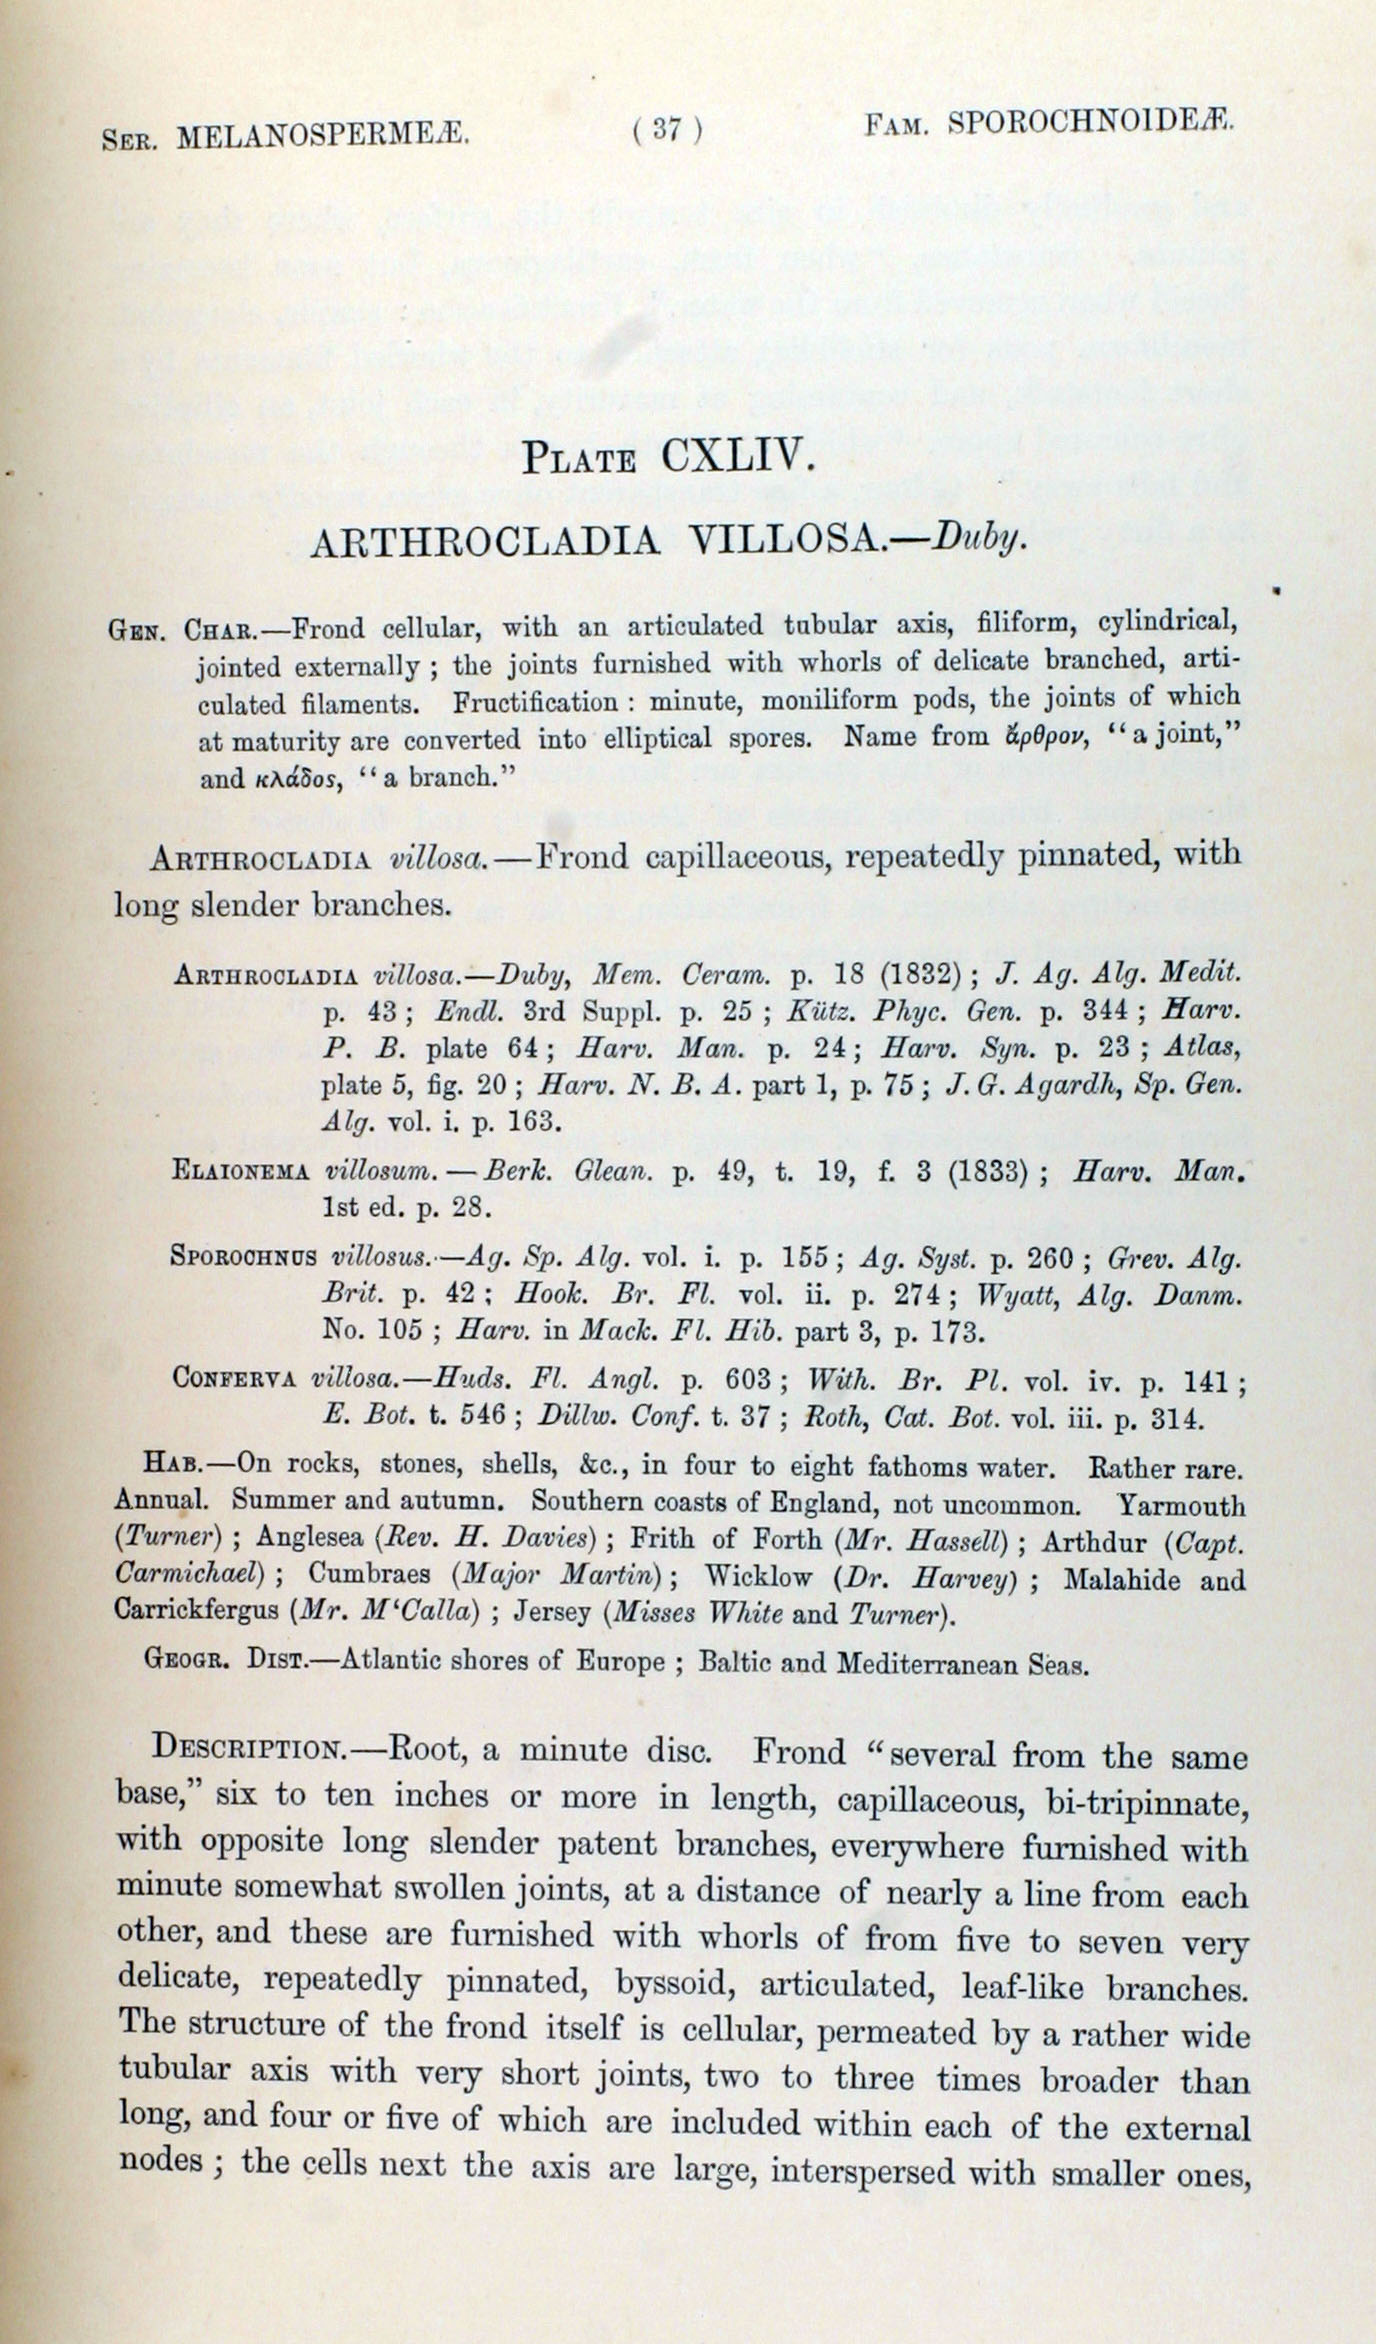 SER. MELANOSPERMEÆ. ( 37 ) FAM. SPOROCHNOIDEÆ.
PLATE CXLIV.
ARTHROCLADIA VILLOSA.—Duby.
GEN. CHAR.—Frond cellular, with an articulated tubular axis, filiform, cylindrical,
jointed externally ; the joints furnished with whorls of delicate branched, arti-
culated filaments. Fructification : minute, moniliform pods, the joints of which
at maturity are converted into elliptical spores. Name from ἄρθρον, “a joint,”
and κλάδος, “a branch.”
ARTHROCLADIA villosa.—Frond capillaceous, repeatedly pinnated, with
long slender branches.
ARTHROCLADIA villosa.—Duby, Mem. Ceram. p. 18 (1832) ; J. Ag. Alg. Medit.
p. 43 ; Endl. 3rd Suppl. p. 25 ; Kütz. Phyc. Gen. p. 344 ; Harv.
P. B. plate 64 ; Harv. Man. p. 24 ; Harv. Syn. p. 23 ; Atlas,
plate 5, fig. 20 ; Harv. N. B. A. part 1, p. 75 ; J. G. Agardh, Sp. Gen.
Alg. vol. i. p. 163.
ELAIONEMA villosum. — Berk. Glean. p. 49, t. 19, f. 3 (1833) ; Harv. Man.
1st ed. p. 28.
SPOROCHNUS villosus.—Ag. Sp. Alg. vol. i. p. 155 ; Ag. Syst. p. 260 ; Grev. Alg.
Brit. p. 42 ; Hook. Br. Fl. vol. ii. p. 274 ; Wyatt, Alg. Danm.
No. 105 ; Harv. in Mack. Fl. Hib. part 3, p. 173.
CONFERVA villosa.—Huds. Fl. Angl. p. 603 ; With. Br. Pl. vol. iv. p. 141 ;
E. Bot. t. 546 ; Dillw. Conf. t. 37 ; Roth, Cat. Bot. vol. iii. p. 314.
HAB.—On rocks, stones, shells, &c., in four to eight fathoms water. Rather rare.
Annual. Summer and autumn. Southern coasts of England, not uncommon. Yarmouth
(Turner) ; Anglesea (Rev. H. Davies) ; Frith of Forth (Mr. Hassell) ; Arthdur (Capt.
Carmichael) ; Cumbraes (Major Martin) ; Wicklow (Dr. Harvey) ; Malahide and
Carrickfergus (Mr. M‘Calla) ; Jersey (Misses White and Turner).
GEOGR. DIST.—Atlantic shores of Europe ; Baltic and Mediterranean Seas.
DESCRIPTION.—Root, a minute disc. Frond “several from the same
base,” six to ten inches or more in length, capillaceous, bi-tripinnate,
with opposite long slender patent branches, everywhere furnished with
minute somewhat swollen joints, at a distance of nearly a line from each
other, and these are furnished with whorls of from five to seven very
delicate, repeatedly pinnated, byssoid, articulated, leaf-like branches.
The structure of the frond itself is cellular, permeated by a rather wide
tubular axis with very short joints, two to three times broader than
long, and four or five of which are included within each of the external
nodes ; the cells next the axis are large, interspersed with smaller ones,